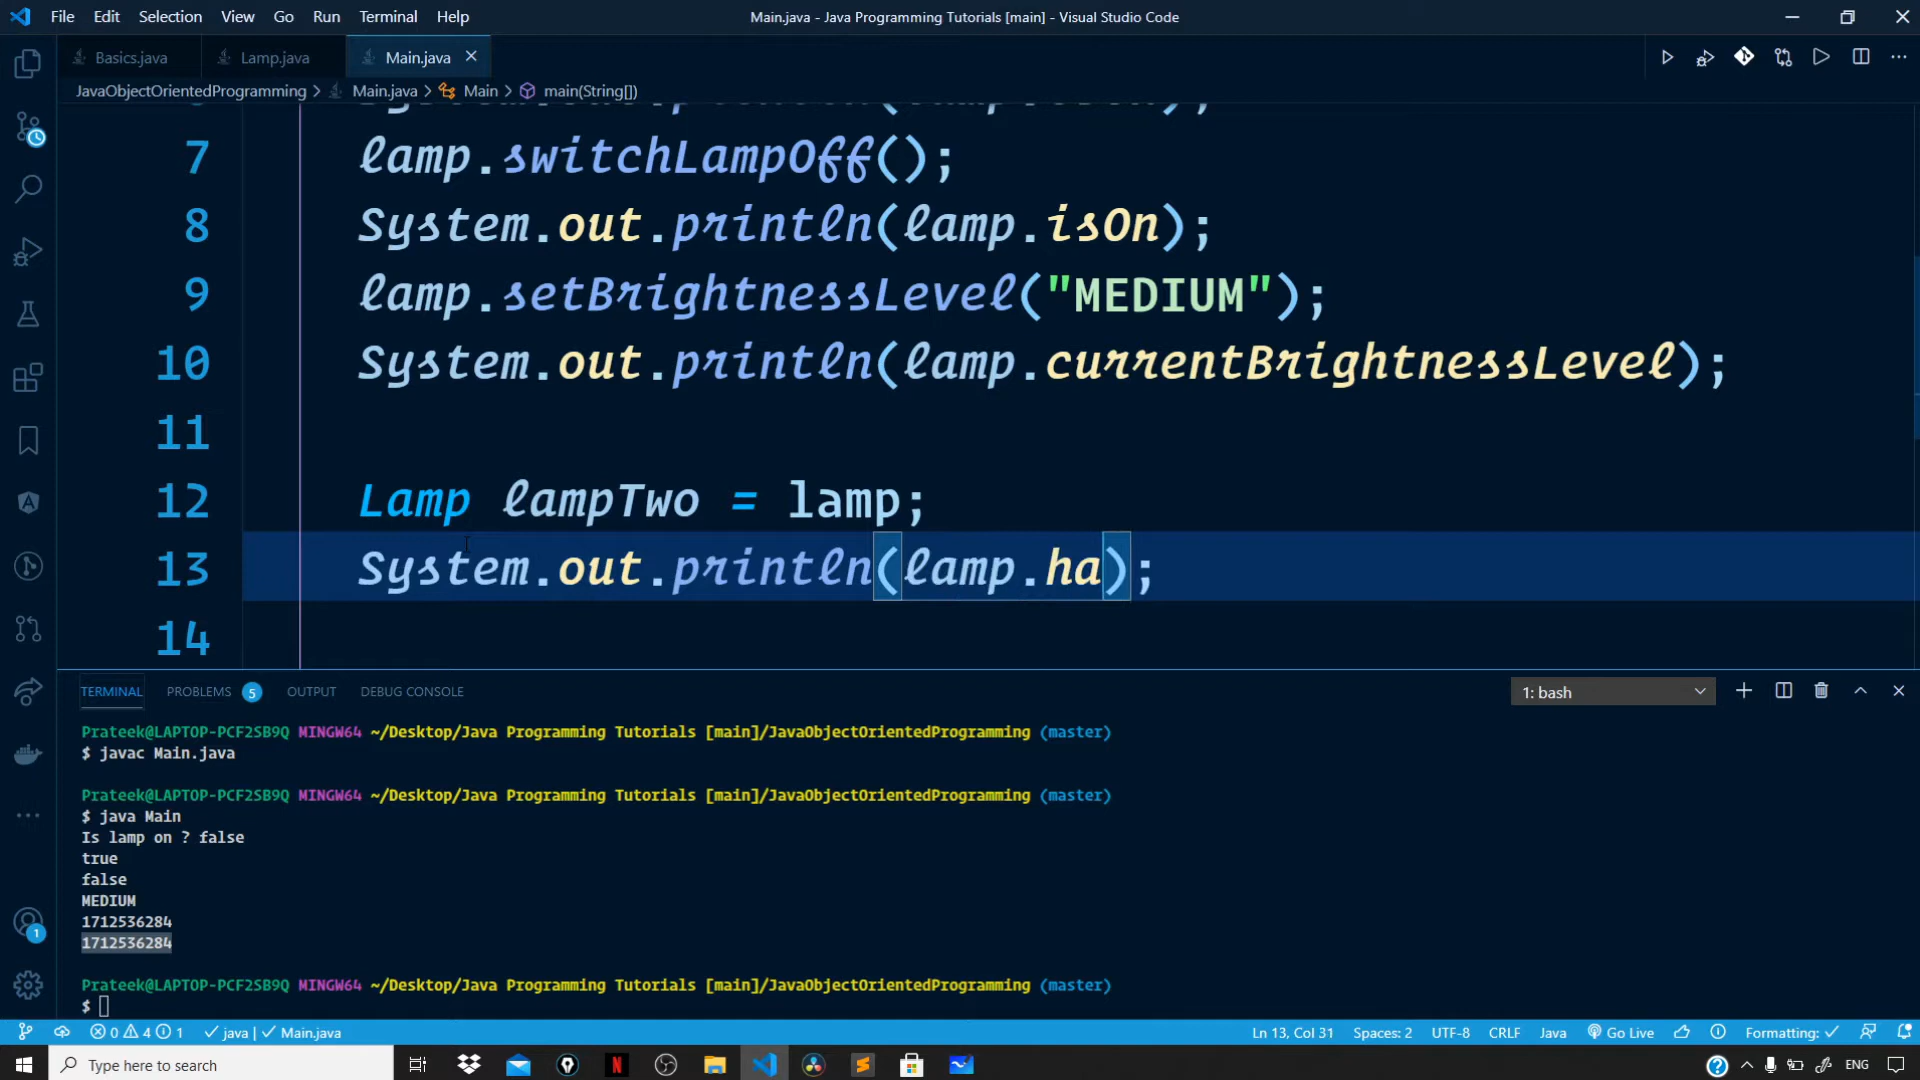 File Edit Selection View Go Run Terminal Help
Main.java - Java Programming Tutorials [main] - Visual Studio Code
Basics.java Lamp.java Main.java
JavaObjectOrientedProgramming > Main.java > Main > main(String[])
7 lamp.switchLampOff();
8 System.out.println(lamp.isOn);
9 lamp.setBrightnessLevel("MEDIUM");
10 System.out.println(lamp.currentBrightnessLevel);
11
12 Lamp lampTwo = lamp;
13 System.out.println(lamp.ha);
14
TERMINAL PROBLEMS 5 OUTPUT DEBUG CONSOLE 1: bash
Prateek@LAPTOP-PCF2SB9Q MINGW64 ~/Desktop/Java Programming Tutorials [main]/JavaObjectOrientedProgramming (master)
$ javac Main.java
Prateek@LAPTOP-PCF2SB9Q MINGW64 ~/Desktop/Java Programming Tutorials [main]/JavaObjectOrientedProgramming (master)
$ java Main
Is lamp on ? false
true
false
MEDIUM
1712536284
1712536284
Prateek@LAPTOP-PCF2SB9Q MINGW64 ~/Desktop/Java Programming Tutorials [main]/JavaObjectOrientedProgramming (master)
$
1
0 4 1 java | Main.java Ln 13, Col 31 Spaces: 2 UTF-8 CRLF Java Go Live Formatting:
Type here to search ENG